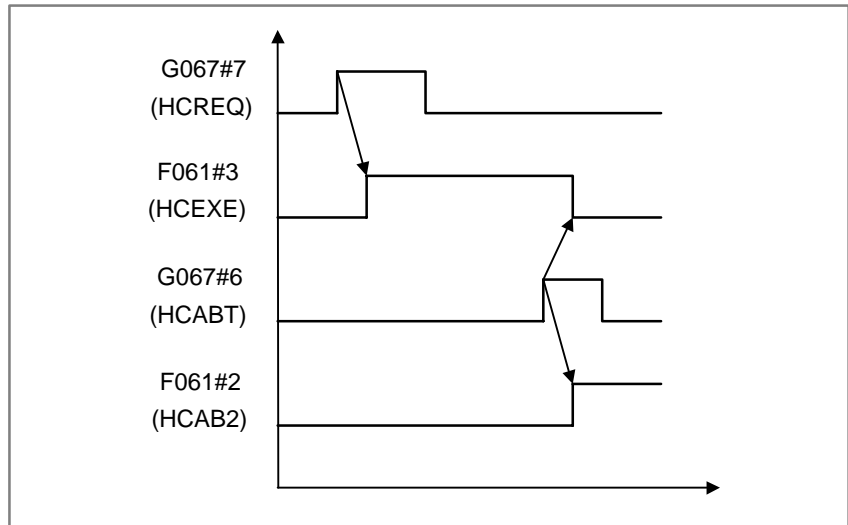 G067#7
(HCREQ)
F061#3
(HCEXE)
G067#6
(HCABT)
F061#2
(HCAB2)